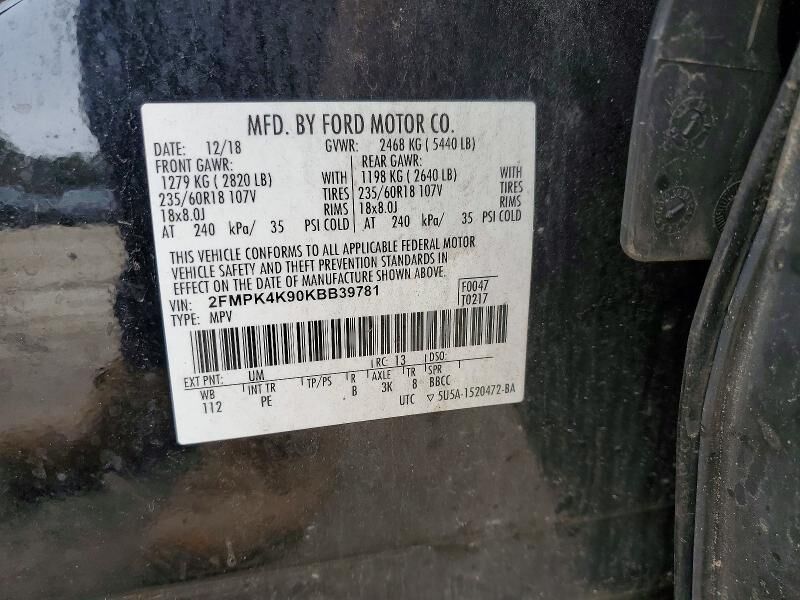 MFD. BY FORD MOTOR CO.
DATE: 12/18 GVWR: 2468 KG ( 5440 LB)
FRONT GAWR: REAR GAWR:
1279 KG ( 2820 LB) WITH 1198 KG ( 2640 LB) WITH
235/60R18 107V TIRES 235/60R18 107V TIRES
18x8.0J RIMS 18x8.0J RIMS
AT 240 kPa/ 35 PSI COLD AT 240 kPa/ 35 PSI COLD
THIS VEHICLE CONFORMS TO ALL APPLICABLE FEDERAL MOTOR
VEHICLE SAFETY AND THEFT PREVENTION STANDARDS IN
EFFECT ON THE DATE OF MANUFACTURE SHOWN ABOVE.
VIN: 2FMPK4K90KBB39781 F0047
TYPE: MPV T0217
EXT PNT: UM RC: 13 DSO:
WB INT TR TP/PS R AXLE TR SPR
112 PE B 3K 8 BBCC
UTC ▽ 5U5A-1520472-BA